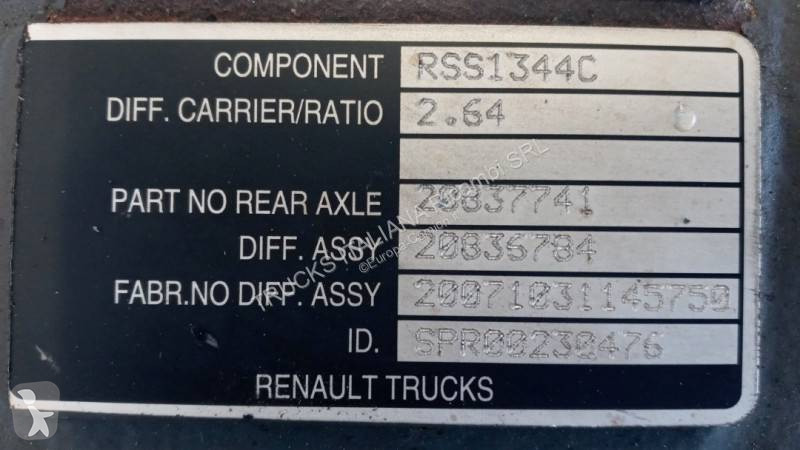 COMPONENT RSS1344C
DIFF. CARRIER/RATIO 2.64
PART NO REAR AXLE 20837741
DIFF. ASSY 20836784
FABR.NO DIFF. ASSY 20071031145750
ID. SPR00230476
RENAULT TRUCKS